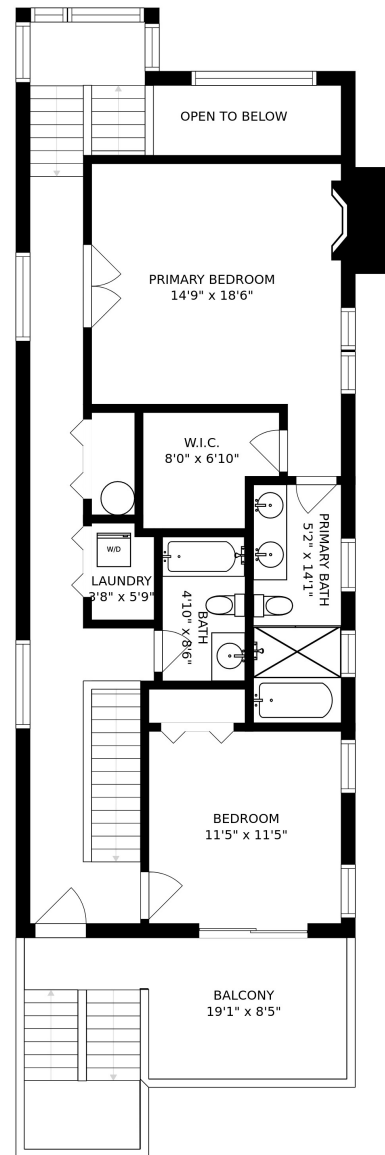 OPEN TO BELOW
PRIMARY BEDROOM
14'9" x 18'6"
W.I.C.
8'0" x 6'10"
PRIMARY BATH
5'2" x 14'1"
W/D
LAUNDRY
3'8" x 5'9"
BATH
4'10" x 8'6"
BEDROOM
11'5" x 11'5"
BALCONY
19'1" x 8'5"